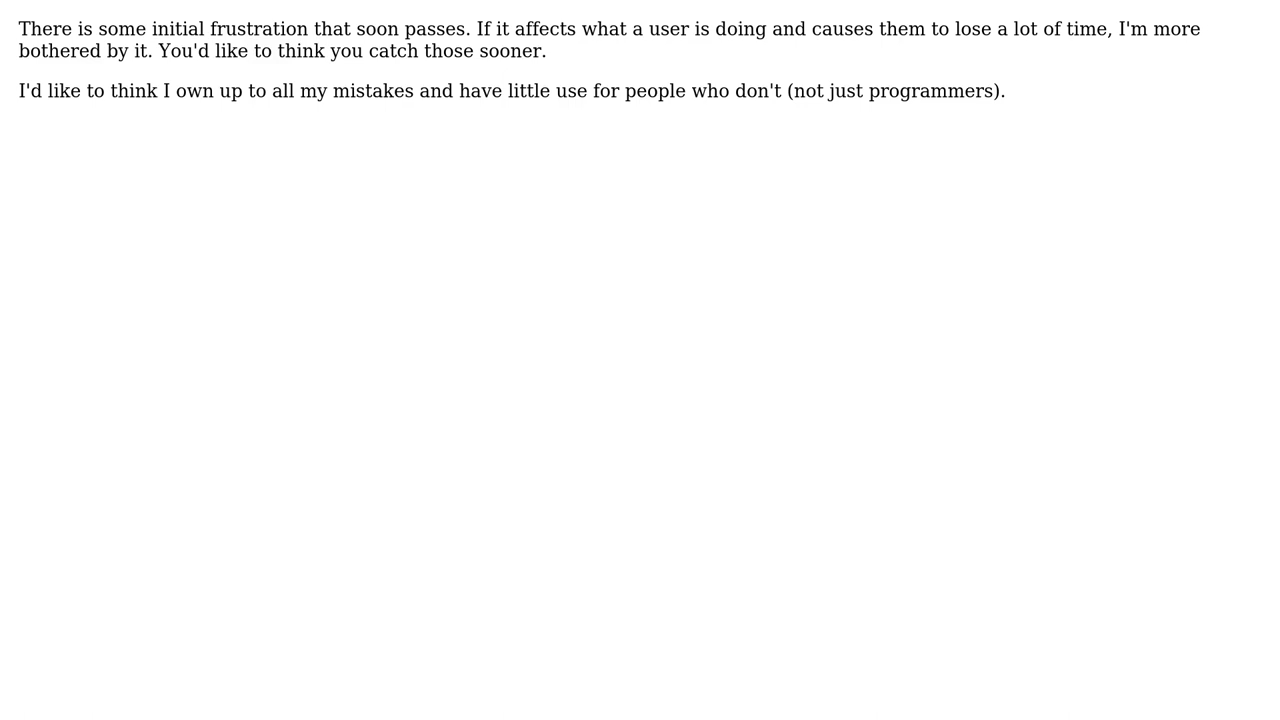 There is some initial frustration that soon passes. If it affects what a user is doing and causes them to lose a lot of time, I'm more
bothered by it. You'd like to think you catch those sooner.
I'd like to think I own up to all my mistakes and have little use for people who don't (not just programmers).